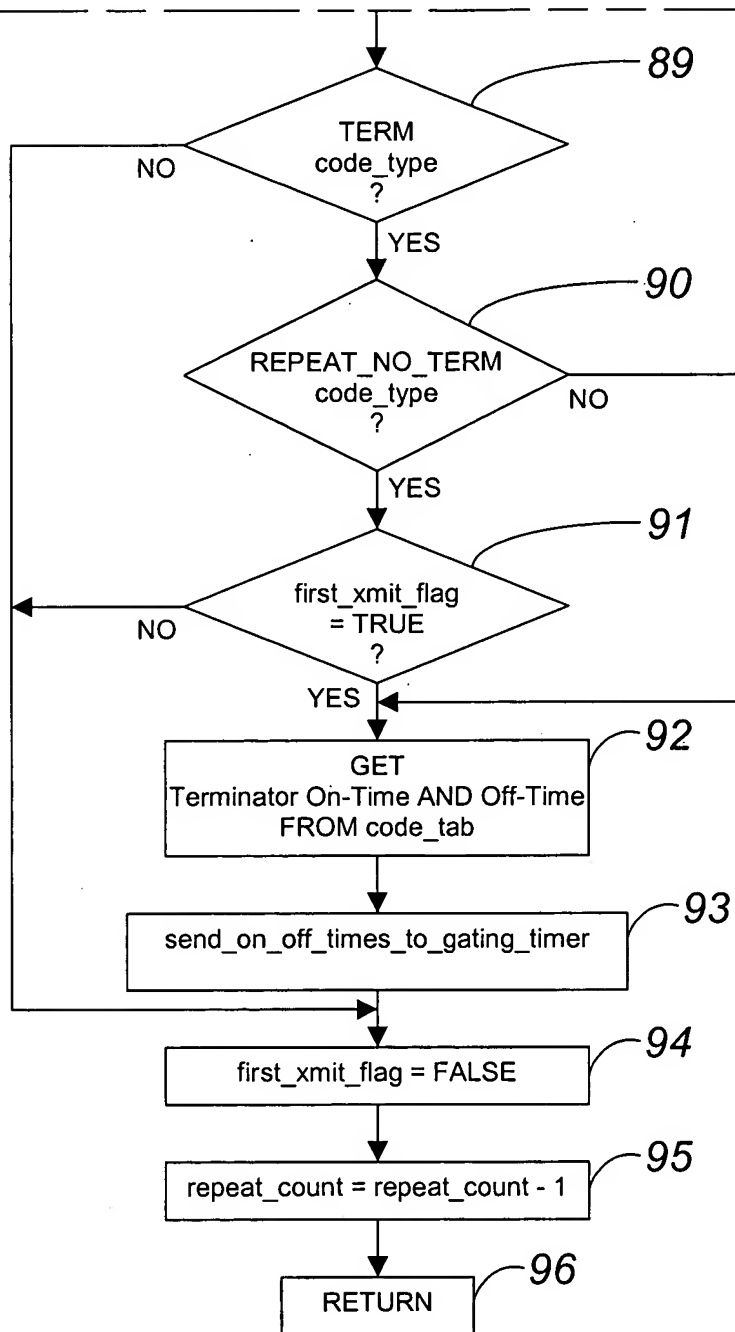 89
TERM
code_type
?
NO
YES
90
REPEAT_NO_TERM
code_type
?
NO
YES
91
first_xmit_flag
= TRUE
?
NO
YES
92
GET
Terminator On-Time AND Off-Time
FROM code_tab
93
send_on_off_times_to_gating_timer
94
first_xmit_flag = FALSE
95
repeat_count = repeat_count - 1
96
RETURN